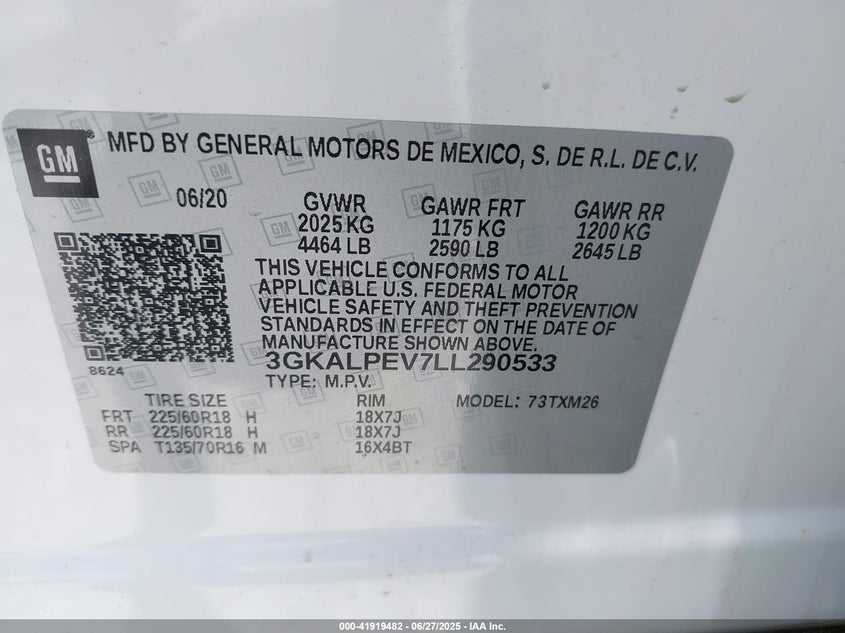 GM
MFD BY GENERAL MOTORS DE MEXICO, S. DE R.L. DE C.V.
06/20
GVWR GAWR FRT GAWR RR
2025 KG 1175 KG 1200 KG
4464 LB 2590 LB 2645 LB
THIS VEHICLE CONFORMS TO ALL
APPLICABLE U.S. FEDERAL MOTOR
VEHICLE SAFETY AND THEFT PREVENTION
STANDARDS IN EFFECT ON THE DATE OF
MANUFACTURE SHOWN ABOVE.
8624
3GKALPEV7LL290533
TYPE: M.P.V.
TIRE SIZE RIM MODEL: 73TXM26
FRT 225/60R18 H 18X7J
RR 225/60R18 H 18X7J
SPA T135/70R16 M 16X4BT
000-41919482 - 06/27/2025 - IAA Inc.